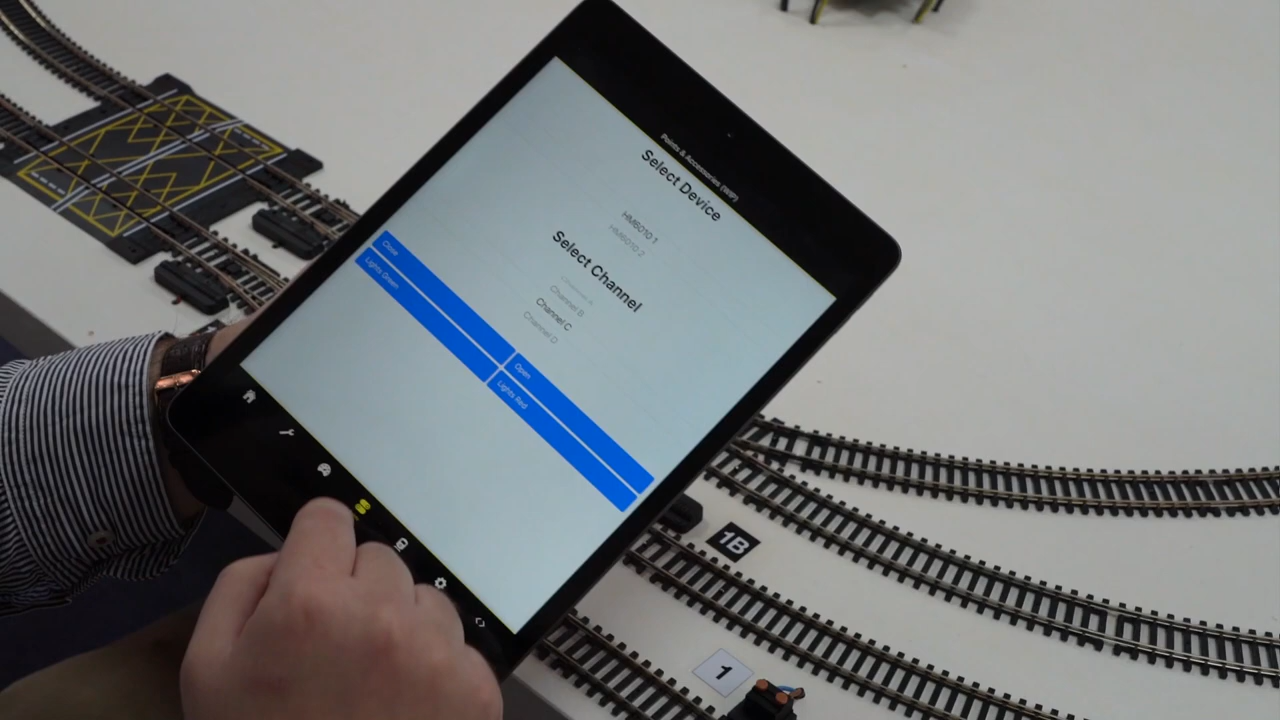 Points & Accessories (WIP)
Select Device
HM6010 1
HM6010 2
Select Channel
Channel A
Channel B
Channel C
Channel D
Close
Open
Lights Green
Lights Red
1B
1